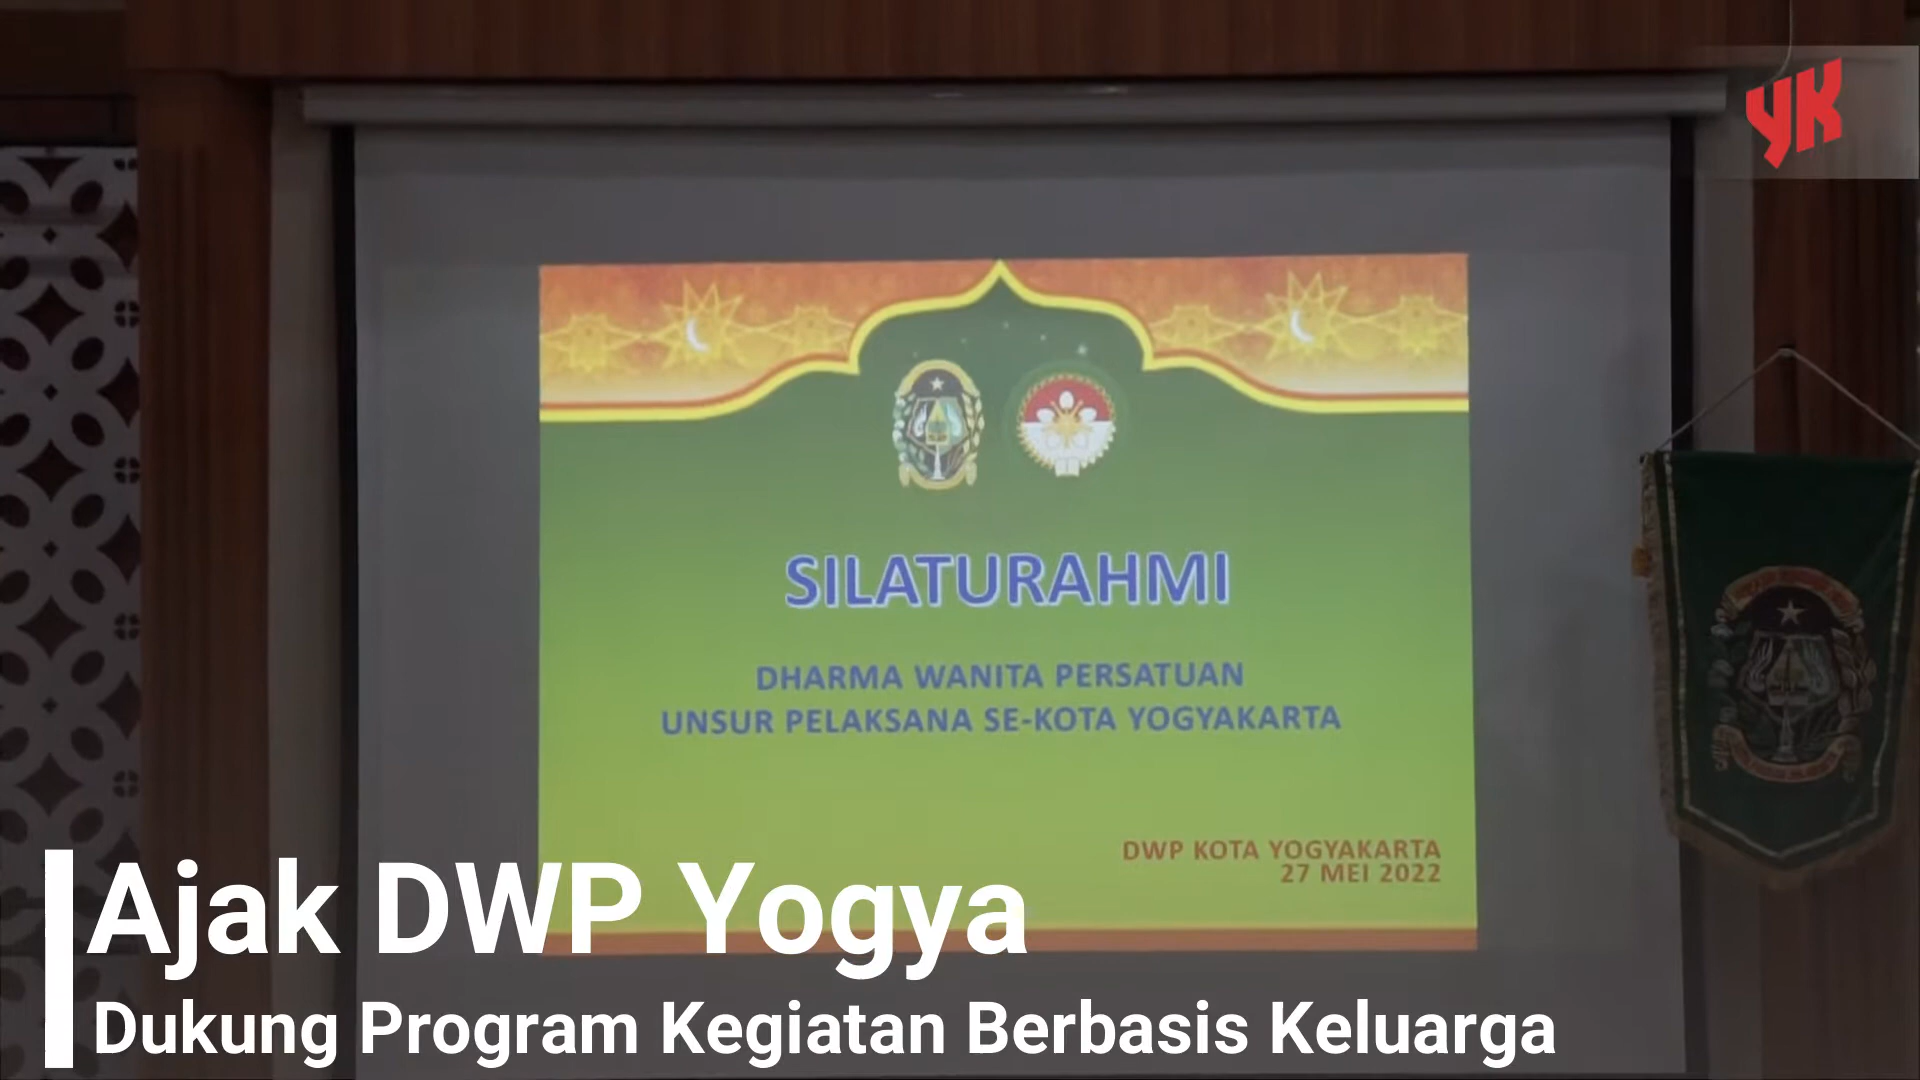 YK
SILATURAHMI
DHARMA WANITA PERSATUAN
UNSUR PELAKSANA SE-KOTA YOGYAKARTA
DWP KOTA YOGYAKARTA
27 MEI 2022
Ajak DWP Yogya
Dukung Program Kegiatan Berbasis Keluarga